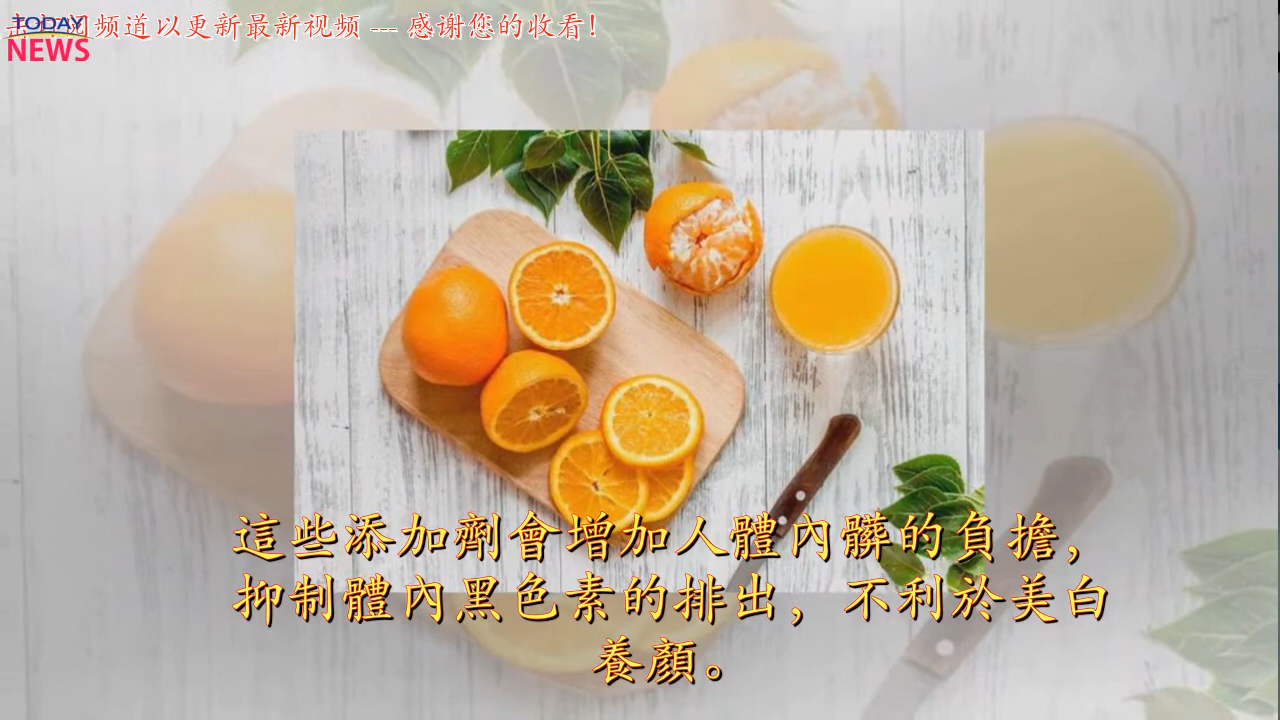 频道以更新最新视频 --- 感谢您的收看！
TODAY
NEWS
這些添加劑會增加人體內臟的負擔，
抑制體內黑色素的排出，不利於美白
養顏。